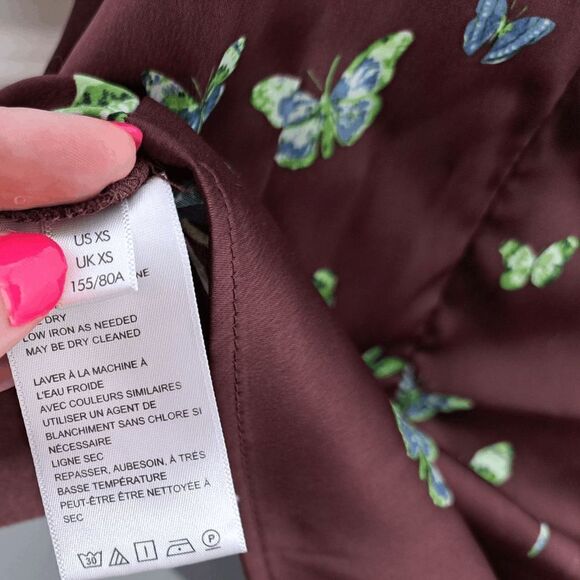 US XS
UK XS
155/80A
NE
E DRY
LOW IRON AS NEEDED
MAY BE DRY CLEANED
LAVER À LA MACHINE À
L'EAU FROIDE
AVEC COULEURS SIMILAIRES
UTILISER UN AGENT DE
BLANCHIMENT SANS CHLORE SI
NÉCESSAIRE
LIGNE SEC
REPASSER, AUBESOIN, À TRÈS
BASSE TEMPÉRATURE
PEUT-ÊTRE ÊTRE NETTOYÉE À
SEC
30 P